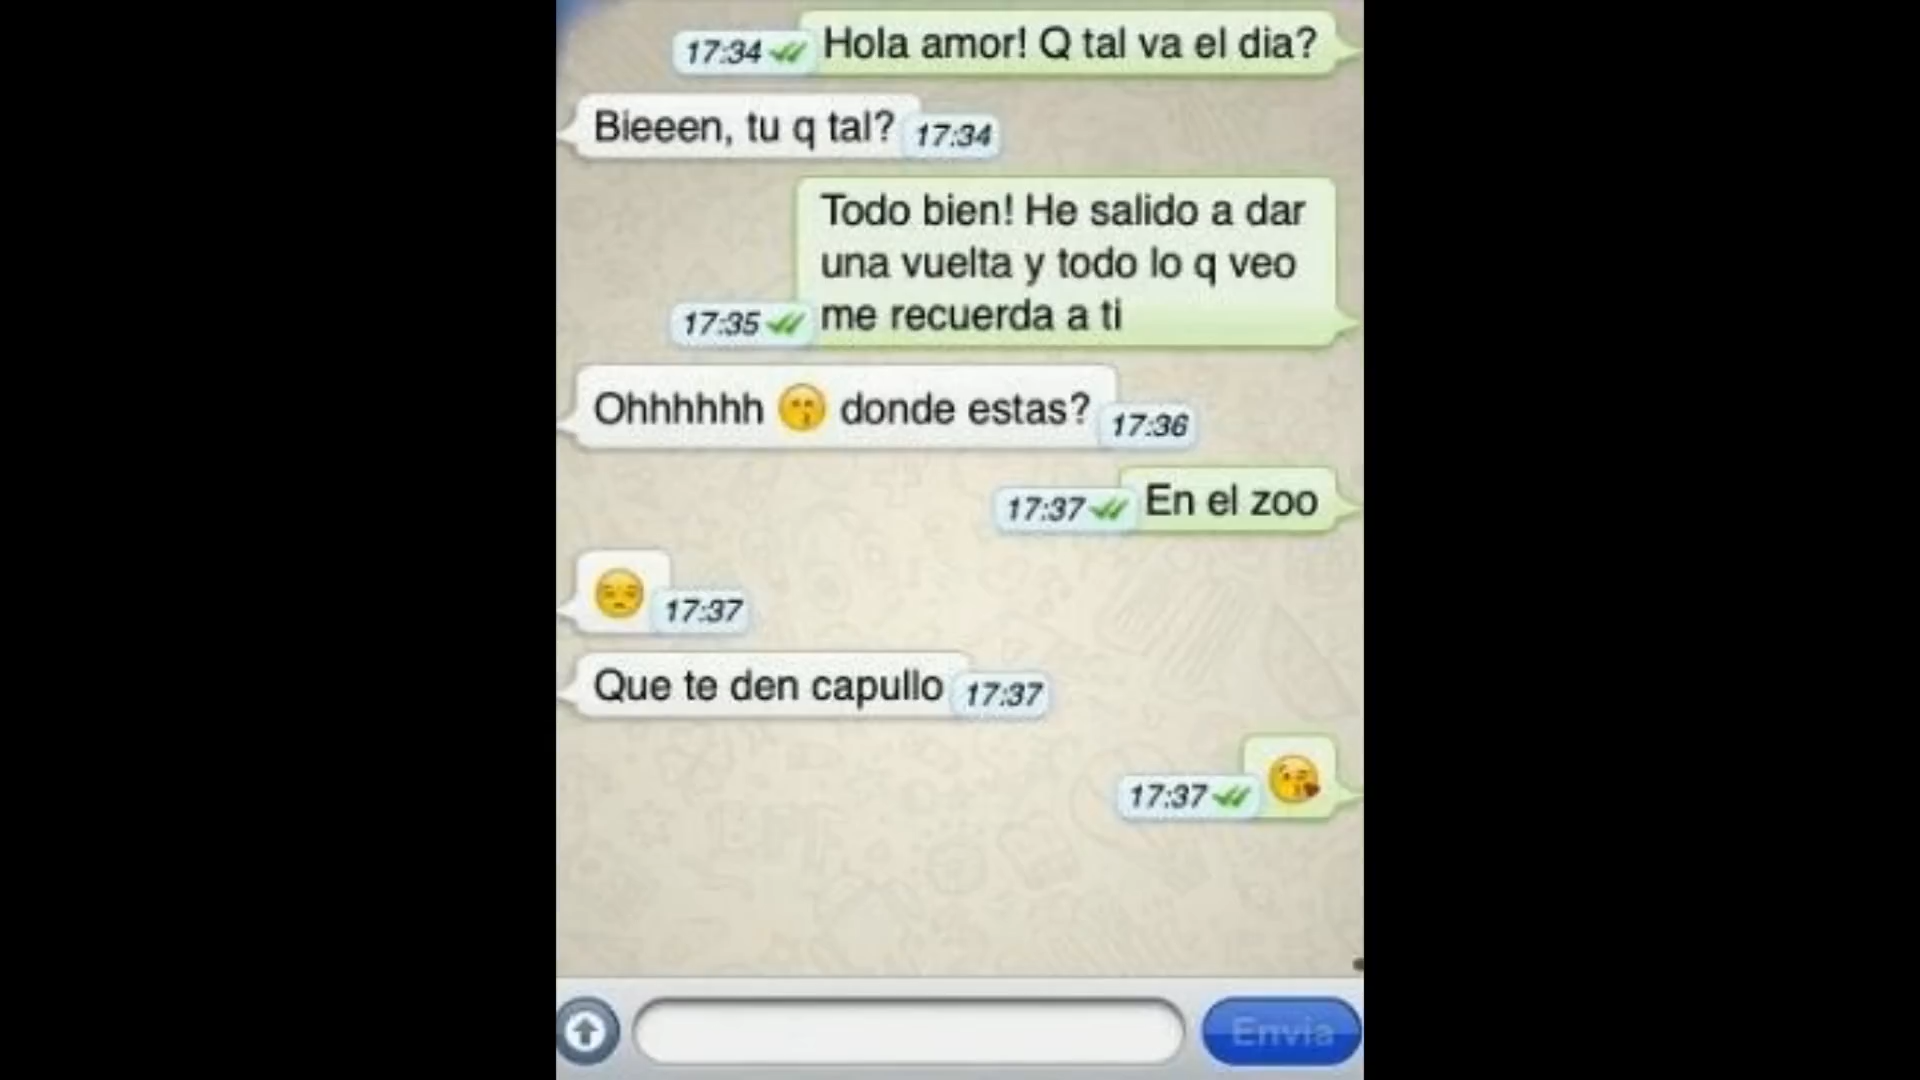 17:34 Hola amor! Q tal va el dia?
Bieeen, tu q tal? 17:34
Todo bien! He salido a dar
una vuelta y todo lo q veo
17:35 me recuerda a ti
Ohhhhhh 😙 donde estas? 17:36
17:37 En el zoo
😔 17:37
Que te den capullo 17:37
17:37 😘
Envia